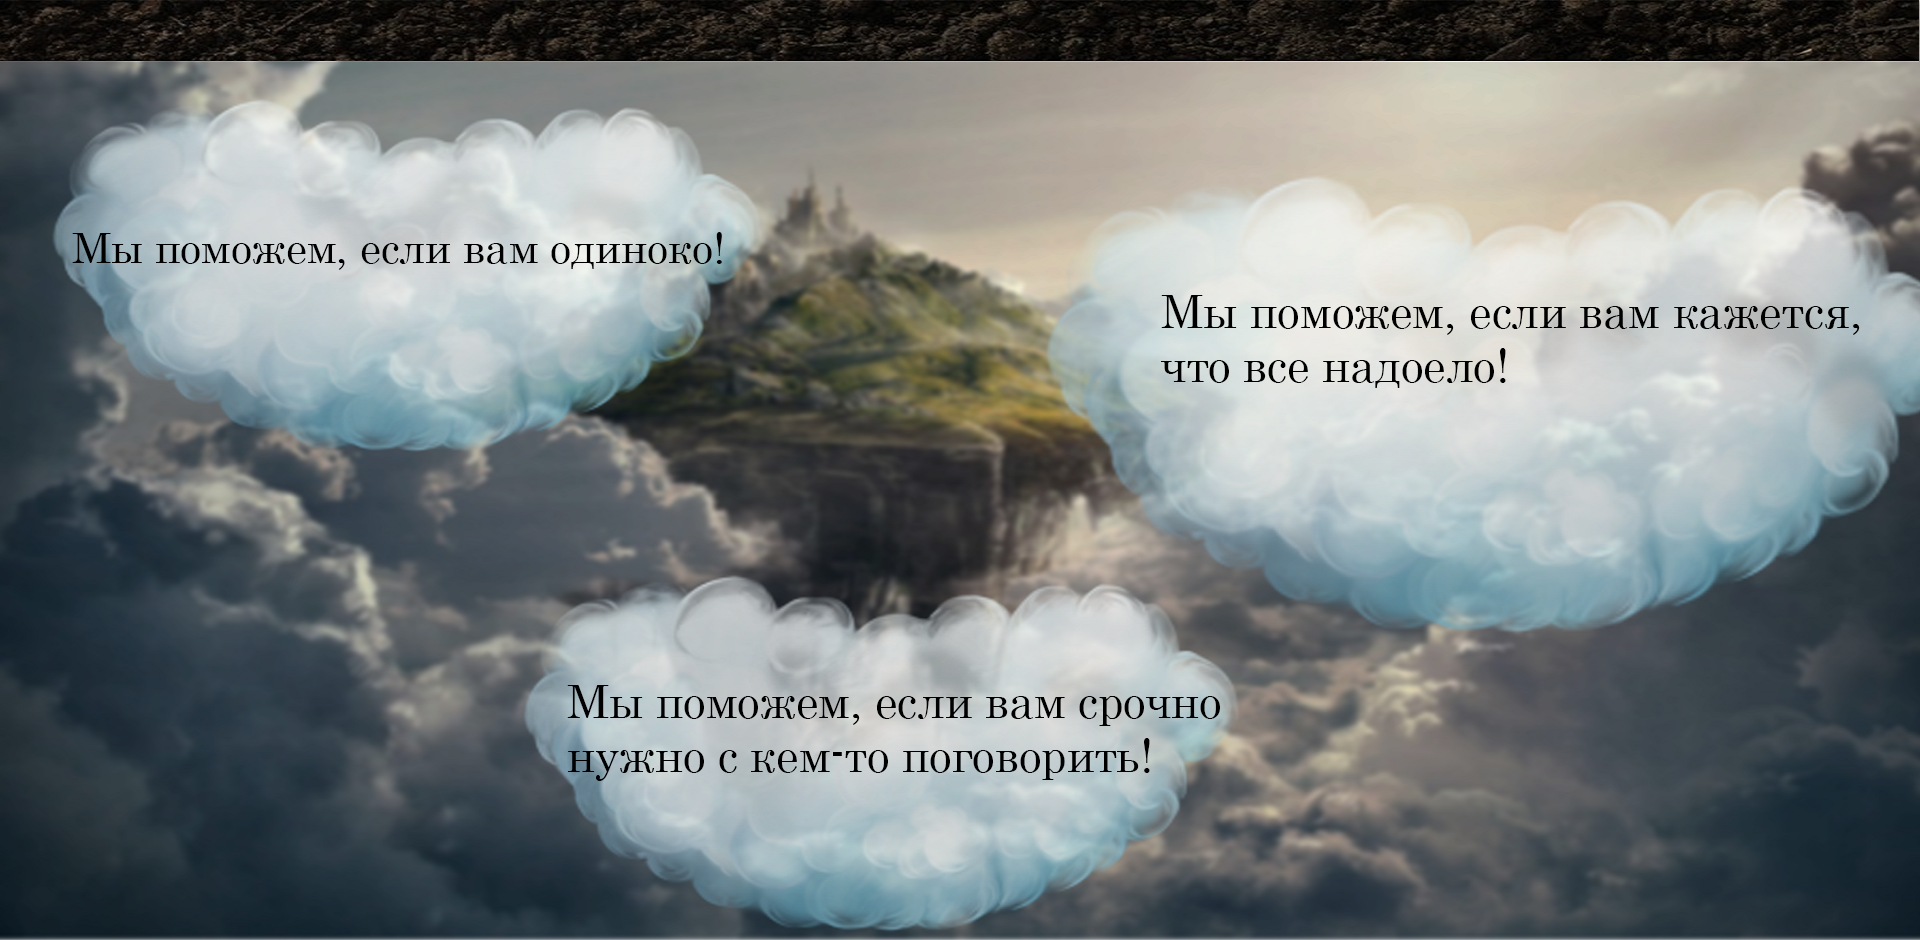 Мы поможем, если вам одиноко!
Мы поможем, если вам кажется,
что все надоело!
Мы поможем, если вам срочно
нужно с кем-то поговорить!